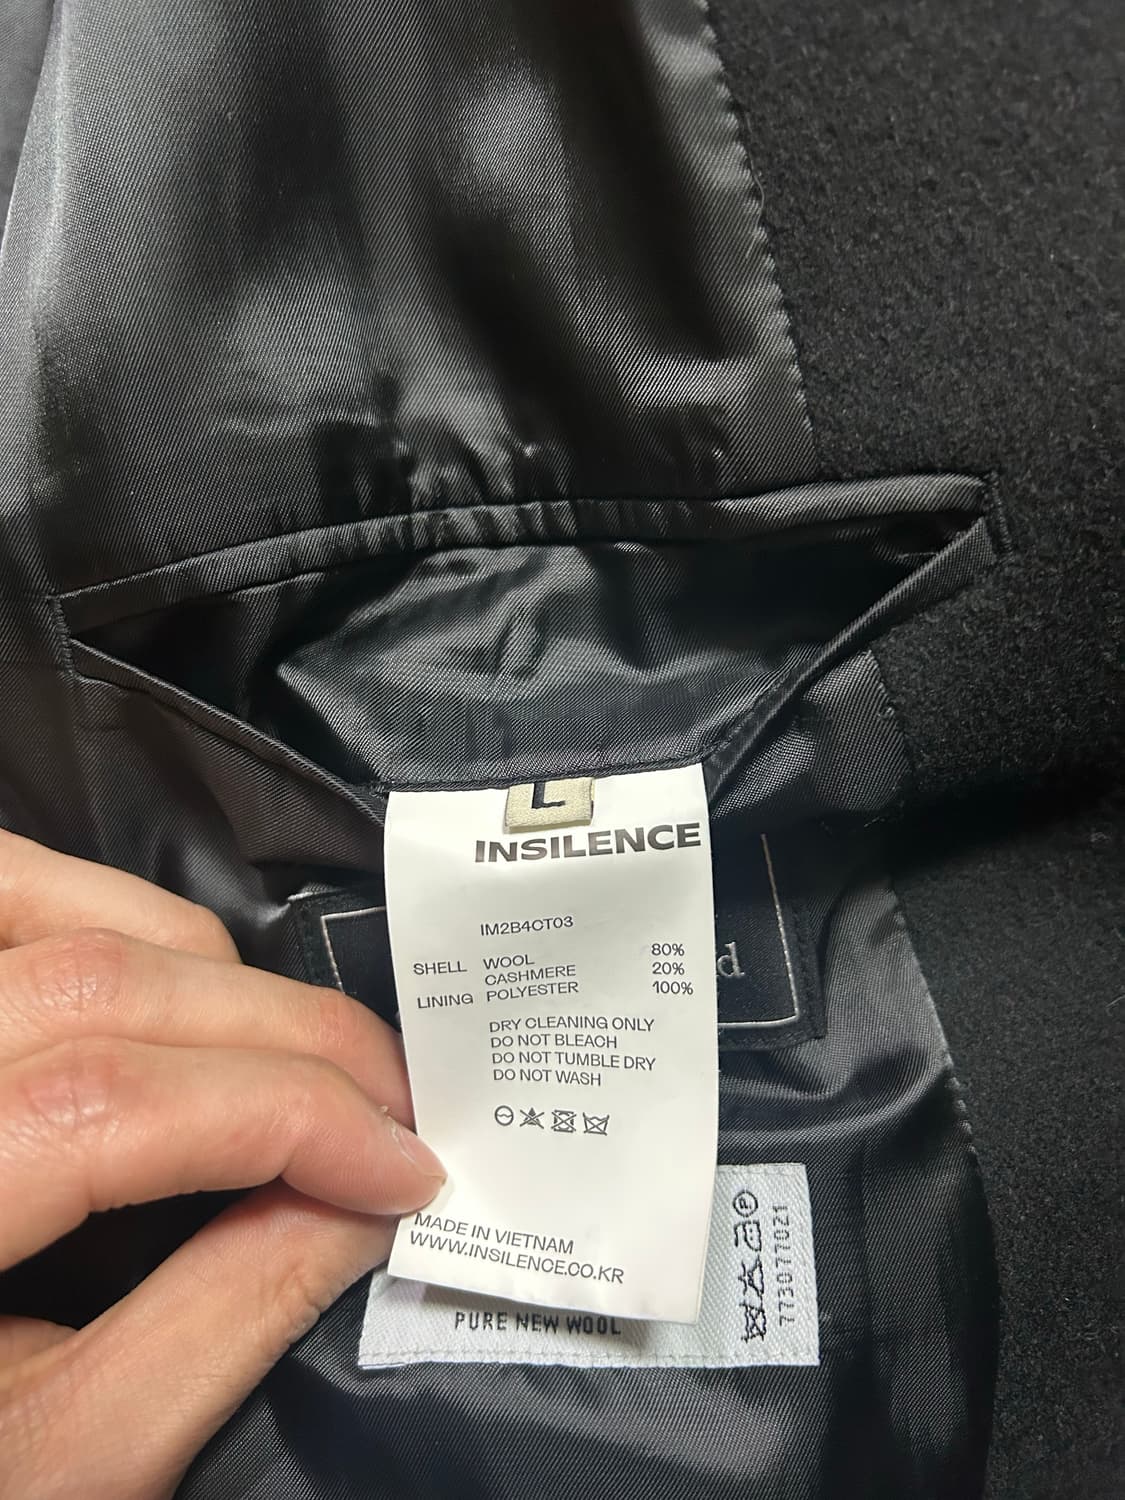 L
INSILENCE
IM2B4CT03
SHELL WOOL 80%
CASHMERE 20%
LINING POLYESTER 100%
d
DRY CLEANING ONLY
DO NOT BLEACH
DO NOT TUMBLE DRY
DO NOT WASH
MADE IN VIETNAM
WWW.INSILENCE.CO.KR
PURE NEW WOOL
P
773077021